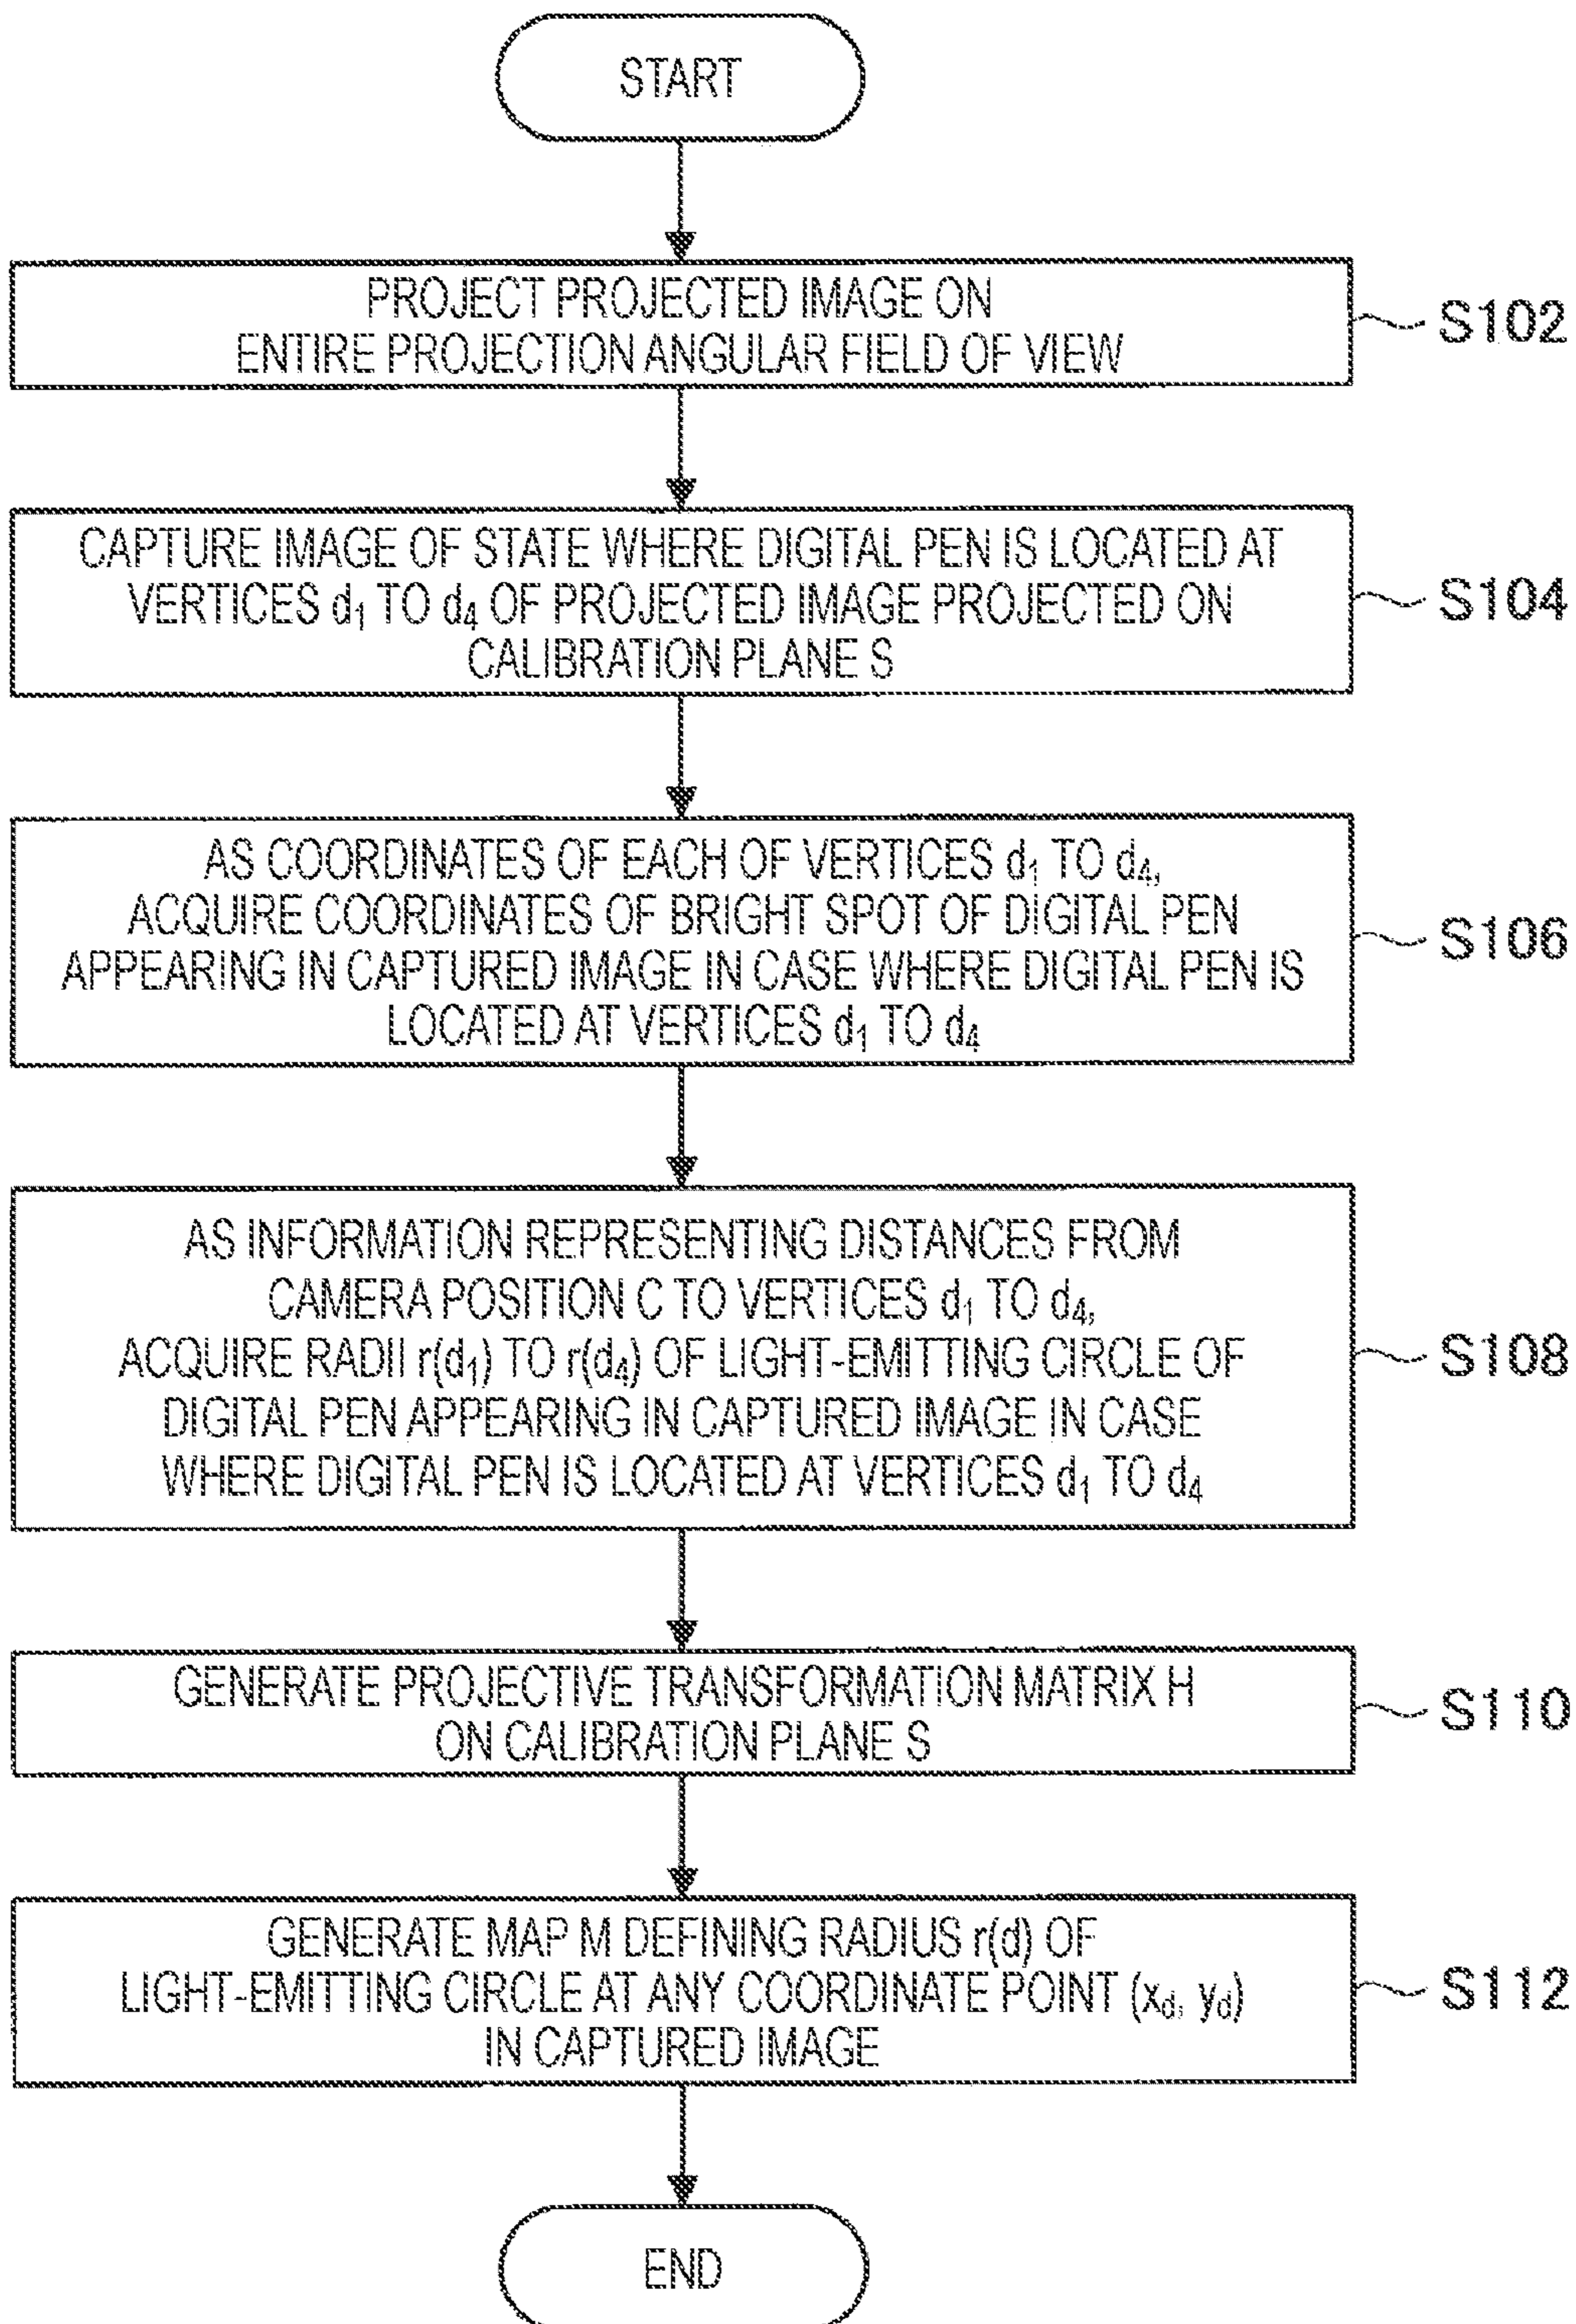 START
PROJECT PROJECTED IMAGE ON
ENTIRE PROJECTION ANGULAR FIELD OF VIEW
S102
CAPTURE IMAGE OF STATE WHERE DIGITAL PEN IS LOCATED AT
VERTICES d₁ TO d₄ OF PROJECTED IMAGE PROJECTED ON
CALIBRATION PLANE S
S104
AS COORDINATES OF EACH OF VERTICES d₁ TO d₄,
ACQUIRE COORDINATES OF BRIGHT SPOT OF DIGITAL PEN
APPEARING IN CAPTURED IMAGE IN CASE WHERE DIGITAL PEN IS
LOCATED AT VERTICES d₁ TO d₄
S106
AS INFORMATION REPRESENTING DISTANCES FROM
CAMERA POSITION C TO VERTICES d₁ TO d₄,
ACQUIRE RADII r(d₁) TO r(d₄) OF LIGHT-EMITTING CIRCLE OF
DIGITAL PEN APPEARING IN CAPTURED IMAGE IN CASE
WHERE DIGITAL PEN IS LOCATED AT VERTICES d₁ TO d₄
S108
GENERATE PROJECTIVE TRANSFORMATION MATRIX H
ON CALIBRATION PLANE S
S110
GENERATE MAP M DEFINING RADIUS r(d) OF
LIGHT-EMITTING CIRCLE AT ANY COORDINATE POINT (x_d, y_d)
IN CAPTURED IMAGE
S112
END